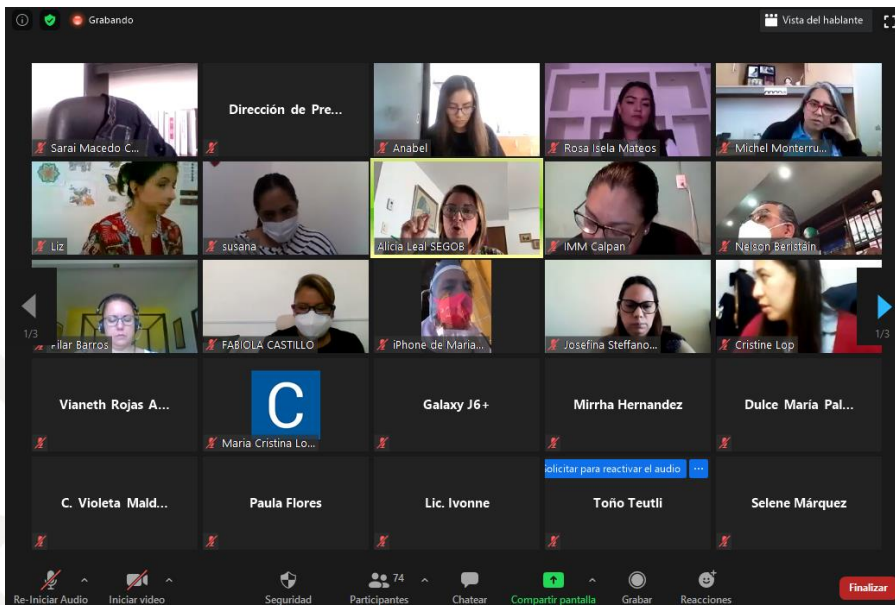 Grabando
Vista del hablante
Sarai Macedo C...
Dirección de Pre...
Anabel
Rosa Isela Mateos
Michel Monterru...
Liz
susana
Alicia Leal SEGOB
IMM Calpan
Nelson Beristáin
1/3
Pilar Barros
FABIOLA CASTILLO
iPhone de Maria...
Josefina Steffano...
Cristine Lop
1/3
Vianeth Rojas A...
C
Maria Cristina Lo...
Galaxy J6+
Mirrha Hernandez
Dulce María Pal...
Solicitar para reactivar el audio ...
C. Violeta Mald...
Paula Flores
Lic. Ivonne
Toño Teutli
Selene Márquez
Re-Iniciar Audio
Iniciar video
Seguridad
74
Participantes
Chatear
Compartir pantalla
Grabar
Reacciones
Finalizar